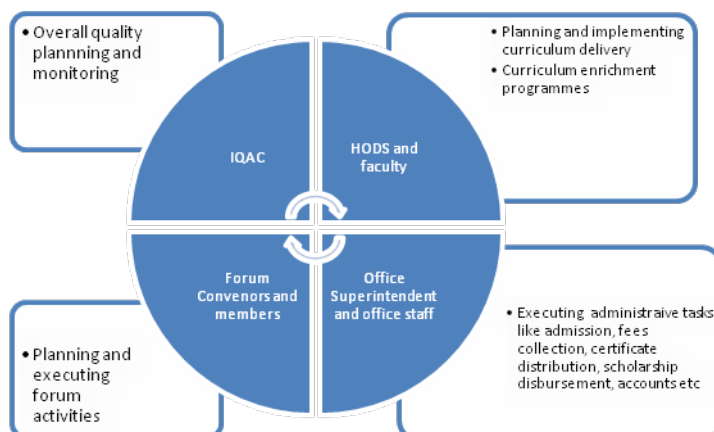 • Overall quality
plannning and
monitoring
• Planning and implementing
curriculum delivery
• Curriculum enrichment
programmes
IQAC
HODS and
faculty
Forum
Convenors and
members
Office
Superintendent
and office staff
• Planning and
executing
forum
activities
• Executing administraive tasks
like admission, fees
collection, certificate
distribution, scholarship
disbursement, accounts etc